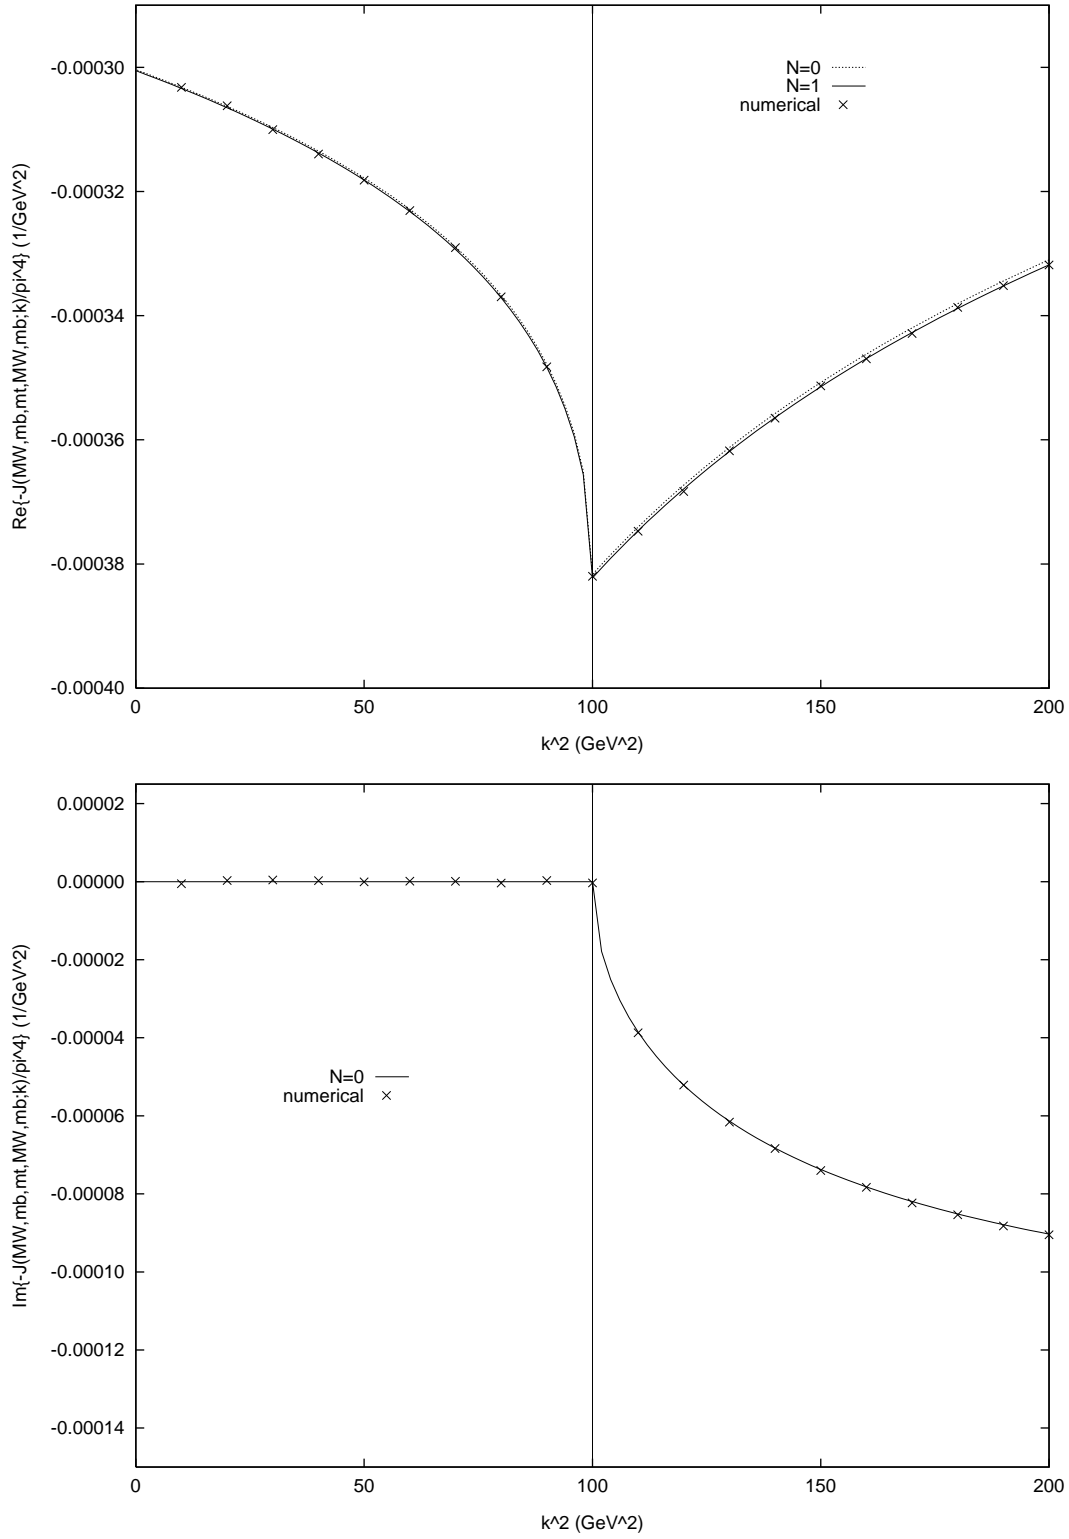 -0.00030
-0.00032
-0.00034
-0.00036
-0.00038
-0.00040
Re{-J(MW,mb,mt,MW,mb;k)/pi^4} (1/GeV^2)
N=0
N=1
numerical
0 50 100 150 200
k^2 (GeV^2)
0.00002
0.00000
-0.00002
-0.00004
-0.00006
-0.00008
-0.00010
-0.00012
-0.00014
Im{-J(MW,mb,mt,MW,mb;k)/pi^4} (1/GeV^2)
N=0
numerical
0 50 100 150 200
k^2 (GeV^2)